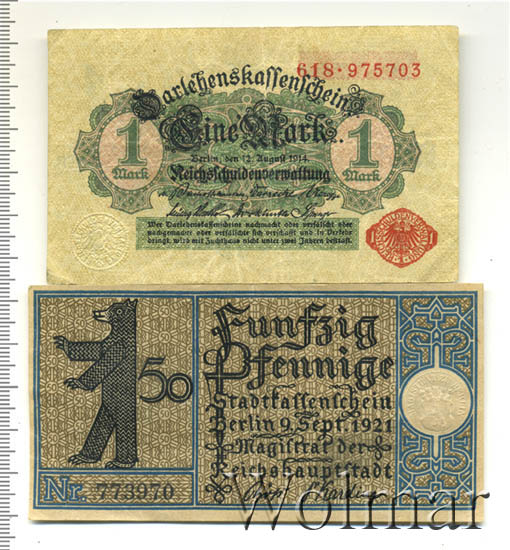 618·975703
Darlehenskassenschein
Eine Mark
1 Mark
1 Mark
Berlin, den 12. August 1914.
Reichsschuldenverwaltung
Wer Darlehenskassenscheine nachmacht oder verfälscht oder
nachgemachte oder verfälschte sich verschafft und in Verkehr
bringt, wird mit Zuchthaus nicht unter zwei Jahren bestraft.
50
Funfzig
Pfennige
Stadtkassenschein
Berlin 9. Sept. 1921
Magistrat der
Reichshauptstadt
Nr. 773970
Wolmar